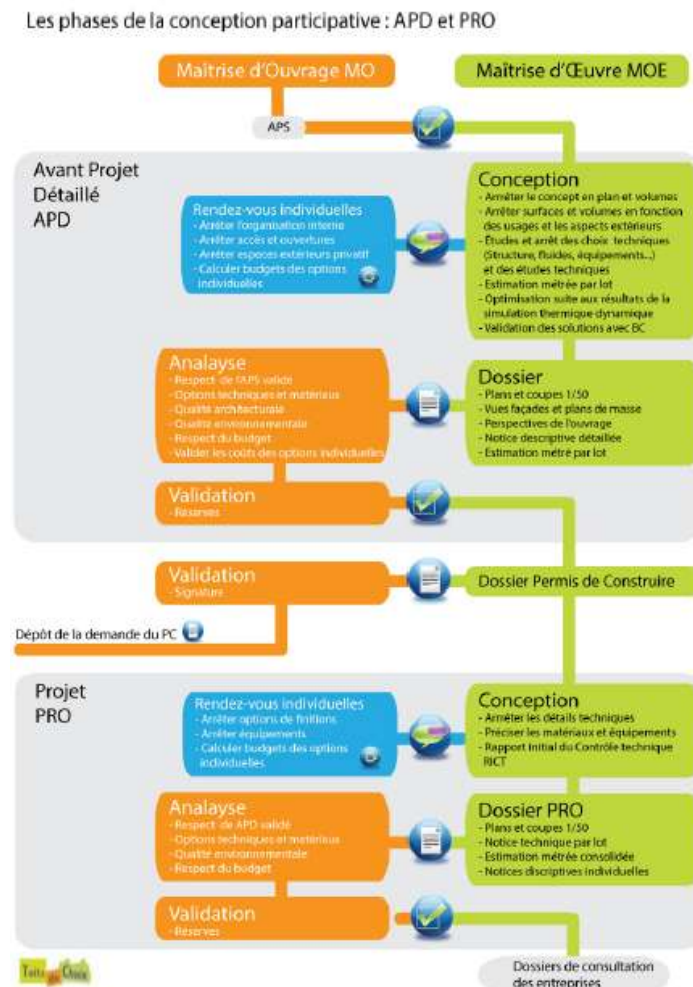 Les phases de la conception participative : APD et PRO
Maîtrise d'Ouvrage MO
Maîtrise d'Œuvre MOE
APS
Avant Projet
Détaillé
APD
Rendez-vous individuelles
- Arrêter l'organisation interne
- Arrêter accès et ouvertures
- Arrêter espaces extérieurs privatif
- Calculer budgets des options
individuelles
Conception
- Arrêter le concept en plan et volumes
- Arrêter surfaces et volumes en fonction
des usages et les aspects extérieurs
- Études et arrêt des choix techniques
(Structure, fluides, équipements...)
et des études techniques
- Estimation métrée par lot
- Optimisation suite aux résultats de la
simulation thermique dynamique
- Validation des solutions avec BC
Analayse
- Respect de l'APS validé
- Options techniques et matériaux
- Qualité architecturale
- Qualité environnementale
- Respect du budget
- Valider les coûts des options individuelles
Dossier
- Plans et coupes 1/50
- Vues façades et plans de masse
- Perspectives de l'ouvrage
- Notice descriptive détaillée
- Estimation métré par lot
Validation
- Réserves
Validation
- Signature
Dossier Permis de Construire
Dépôt de la demande du PC
Projet
PRO
Rendez-vous individuelles
- Arrêter options de finitions
- Arrêter équipements
- Calculer budgets des options
individuelles
Conception
- Arrêter les détails techniques
- Préciser les matériaux et équipements
- Rapport Initial du Contrôle technique
RICT
Analayse
- Respect de APD validé
- Options techniques et matériaux
- Qualité environnementale
- Respect du budget
Dossier PRO
- Plans et coupes 1/50
- Notice technique par lot
- Estimation métrée consolidée
- Notices discriptives individuelles
Validation
- Réserves
Dossiers de consultation
des entreprises